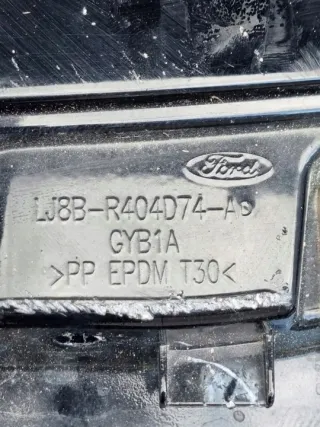 Ford
LJ8B-R404D74-A
GYB1A
>PP EPDM T30<